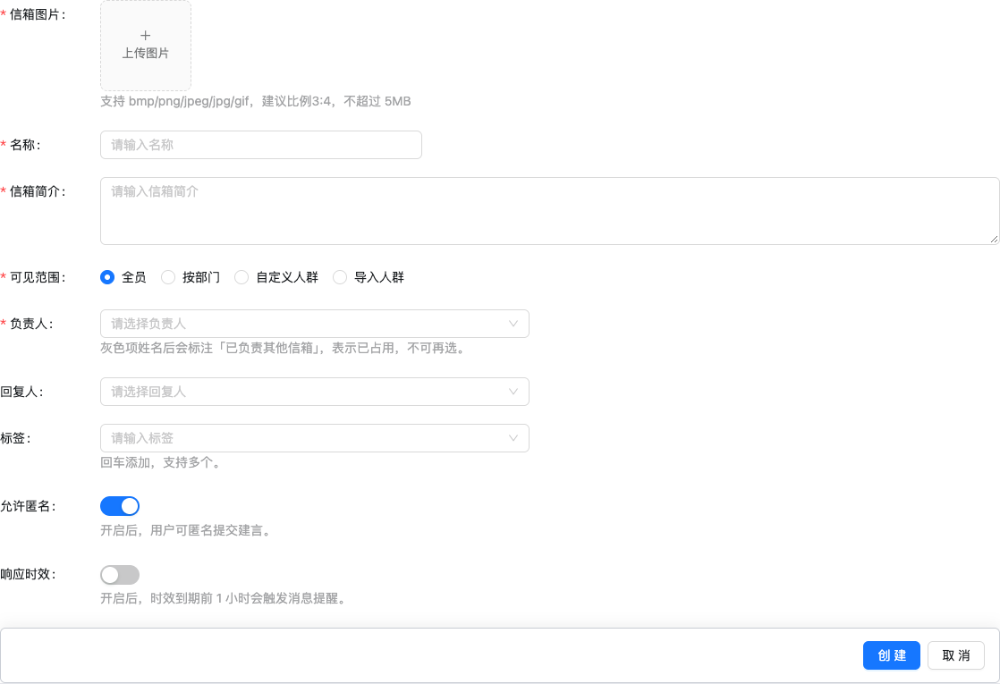 * 信箱图片：
+
上传图片
支持 bmp/png/jpeg/jpg/gif，建议比例3:4，不超过 5MB
* 名称： 请输入名称
* 信箱简介： 请输入信箱简介
* 可见范围： 全员 按部门 自定义人群 导入人群
* 负责人： 请选择负责人
灰色项姓名后会标注「已负责其他信箱」，表示已占用，不可再选。
回复人： 请选择回复人
标签： 请输入标签
回车添加，支持多个。
允许匿名：
开启后，用户可匿名提交建言。
响应时效：
开启后，时效到期前 1 小时会触发消息提醒。
创 建 取 消